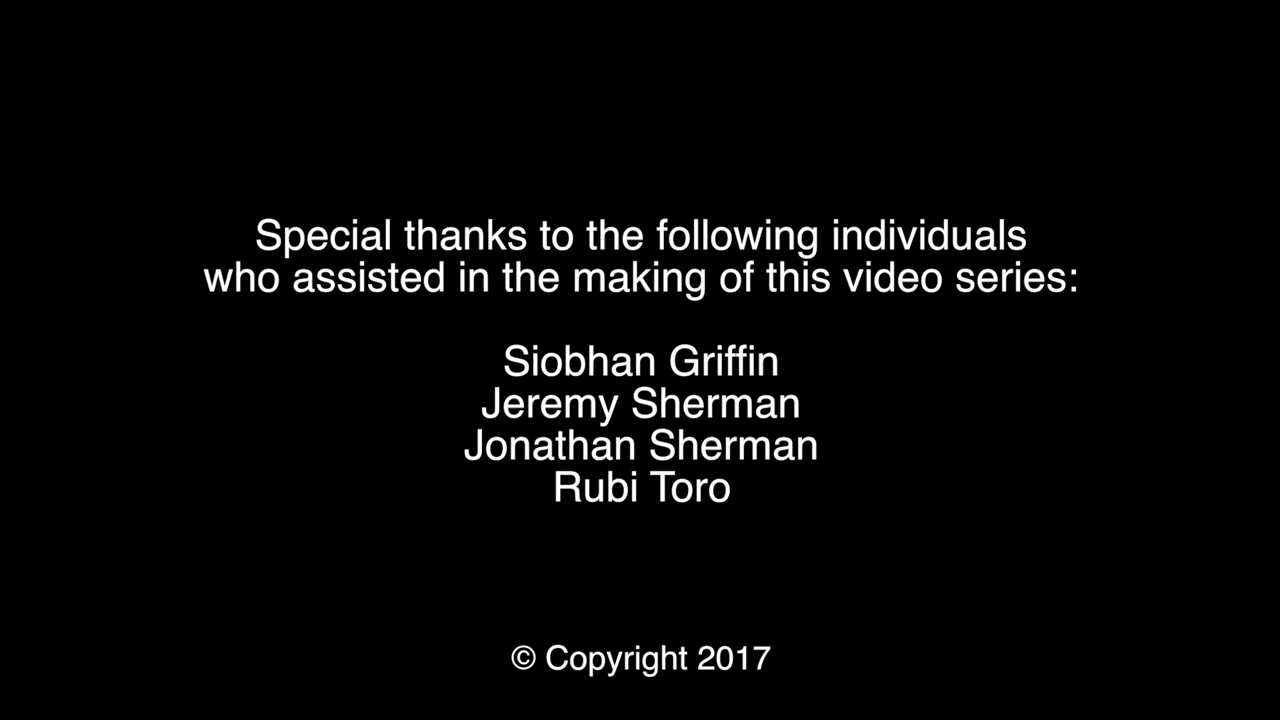 Special thanks to the following individuals
who assisted in the making of this video series:
Siobhan Griffin
Jeremy Sherman
Jonathan Sherman
Rubi Toro
© Copyright 2017